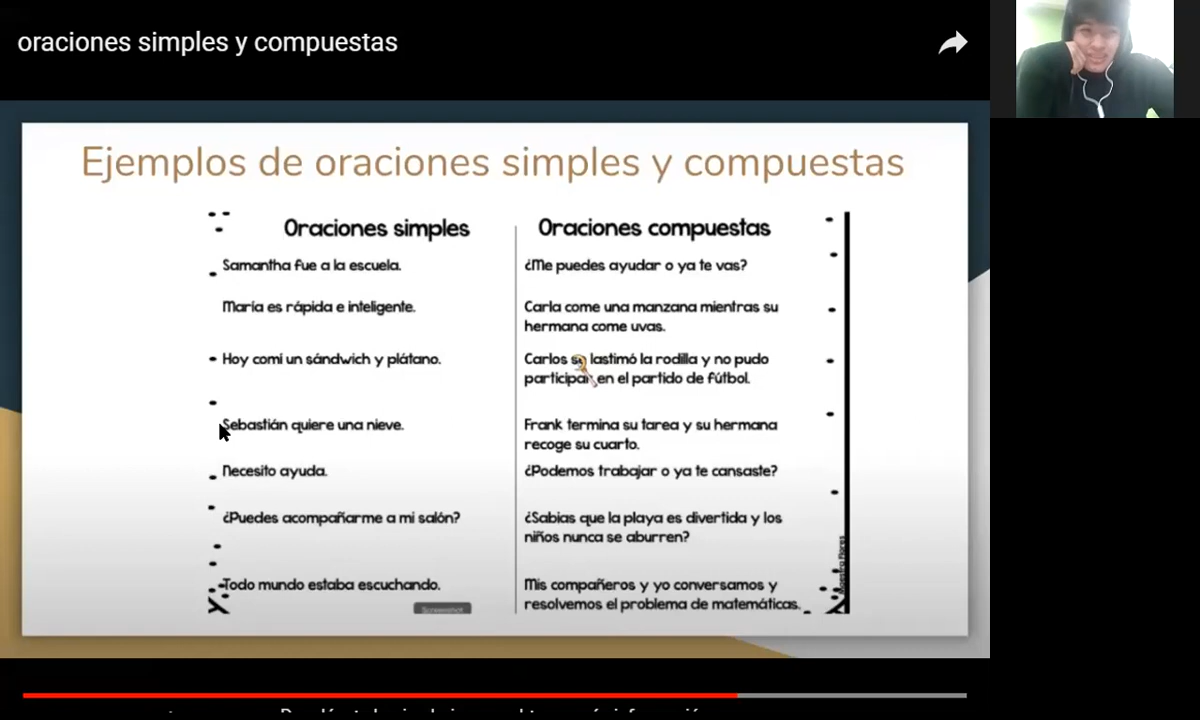 oraciones simples y compuestas
Ejemplos de oraciones simples y compuestas
Oraciones simples
Samantha fue a la escuela.
María es rápida e inteligente.
Hoy comí un sándwich y plátano.
Sebastián quiere una nieve.
Necesito ayuda.
¿Puedes acompañarme a mi salón?
Todo mundo estaba escuchando.
Oraciones compuestas
¿Me puedes ayudar o ya te vas?
Carla come una manzana mientras su
hermana come uvas.
Carlos se lastimó la rodilla y no pudo
participar en el partido de fútbol.
Frank termina su tarea y su hermana
recoge su cuarto.
¿Podemos trabajar o ya te cansaste?
¿Sabias que la playa es divertida y los
niños nunca se aburren?
Mis compañeros y yo conversamos y
resolvemos el problema de matemáticas.
Maestra Flores
Screenshot